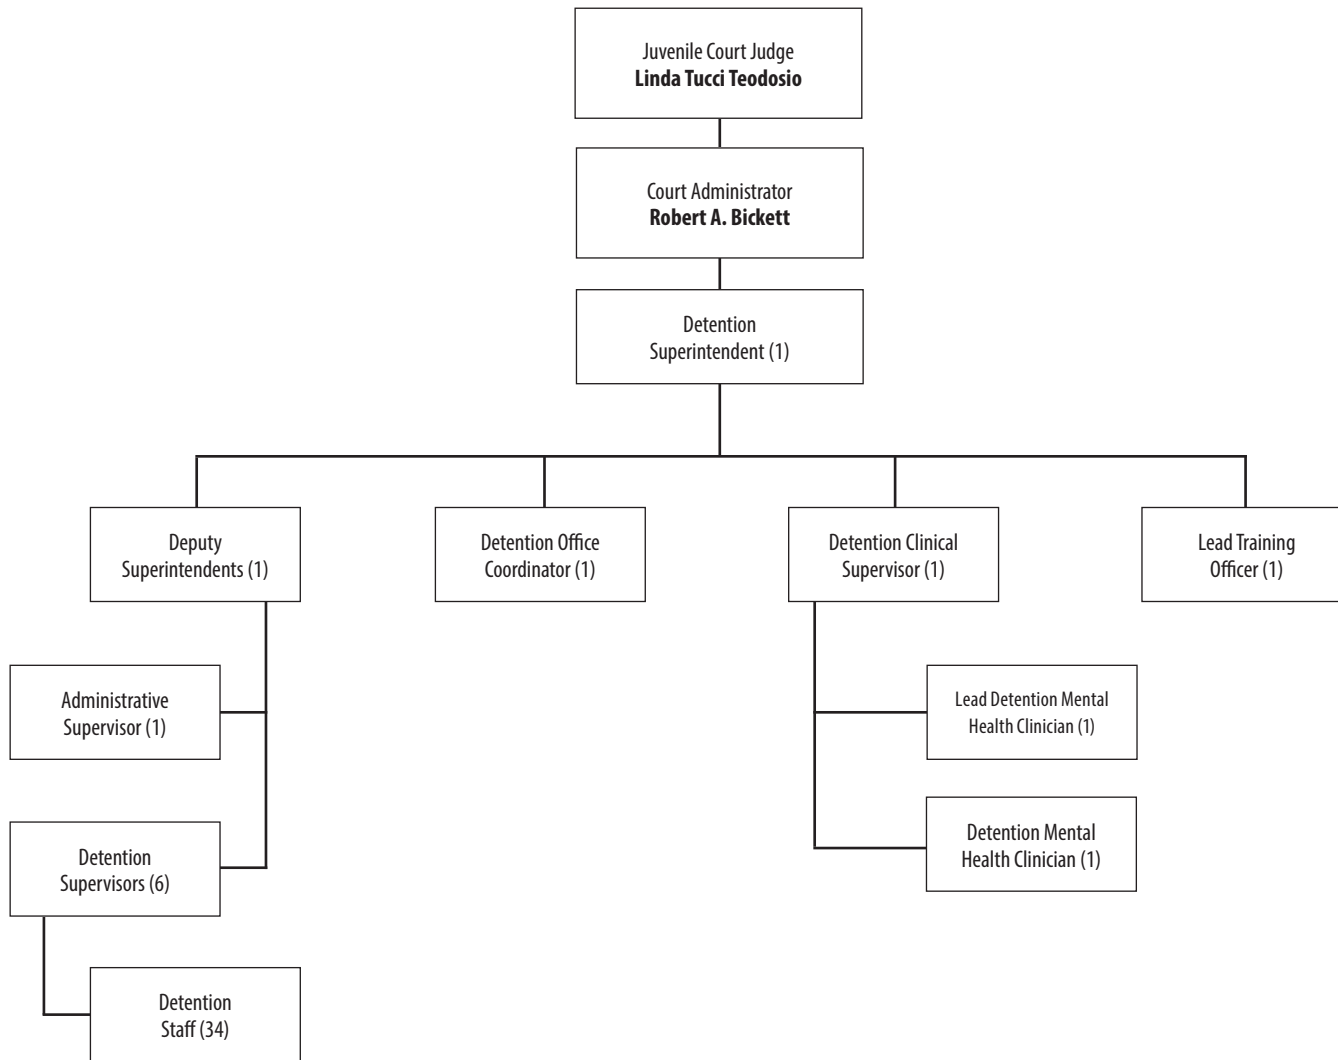 Juvenile Court Judge
Linda Tucci Teodosio
Court Administrator
Robert A. Bickett
Detention
Superintendent (1)
Deputy
Superintendents (1)
Detention Office
Coordinator (1)
Detention Clinical
Supervisor (1)
Lead Training
Officer (1)
Administrative
Supervisor (1)
Lead Detention Mental
Health Clinician (1)
Detention
Supervisors (6)
Detention Mental
Health Clinician (1)
Detention
Staff (34)